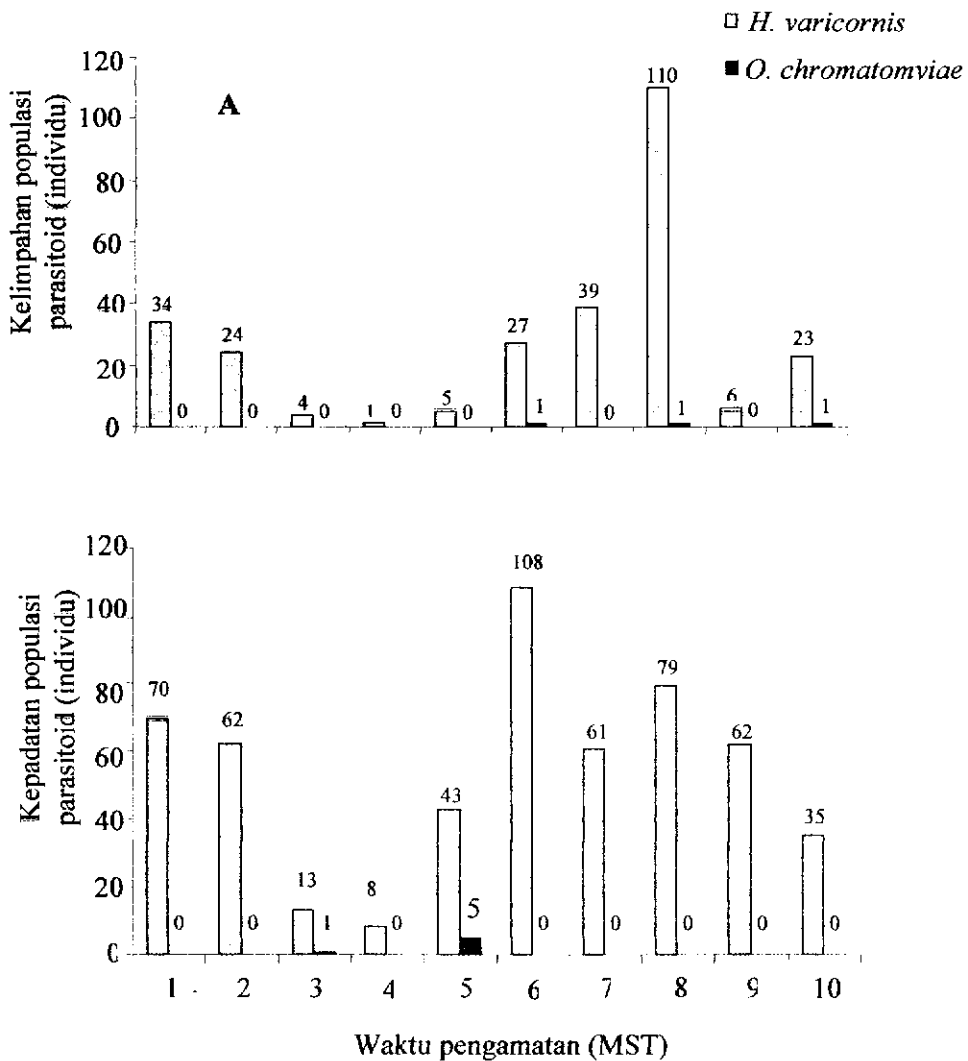 H. varicornis
O. chromatomviae
A
Kelimpahan populasi
parasitoid (individu)
120
100
80
60
40
20
0
34 0 24 0 4 0 1 0 5 0 27 1 39 0 110 1 6 0 23 1
Kepadatan populasi
parasitoid (individu)
120
100
80
60
40
20
0
70 0 62 0 13 1 8 0 43 5 108 0 61 0 79 0 62 0 35 0
1 2 3 4 5 6 7 8 9 10
Waktu pengamatan (MST)